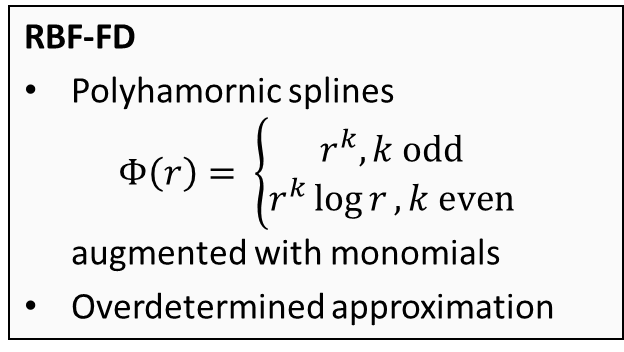 RBF-FD
• Polyhamornic splines
Φ(r) = { r^k, k odd
r^k log r , k even
augmented with monomials
• Overdetermined approximation